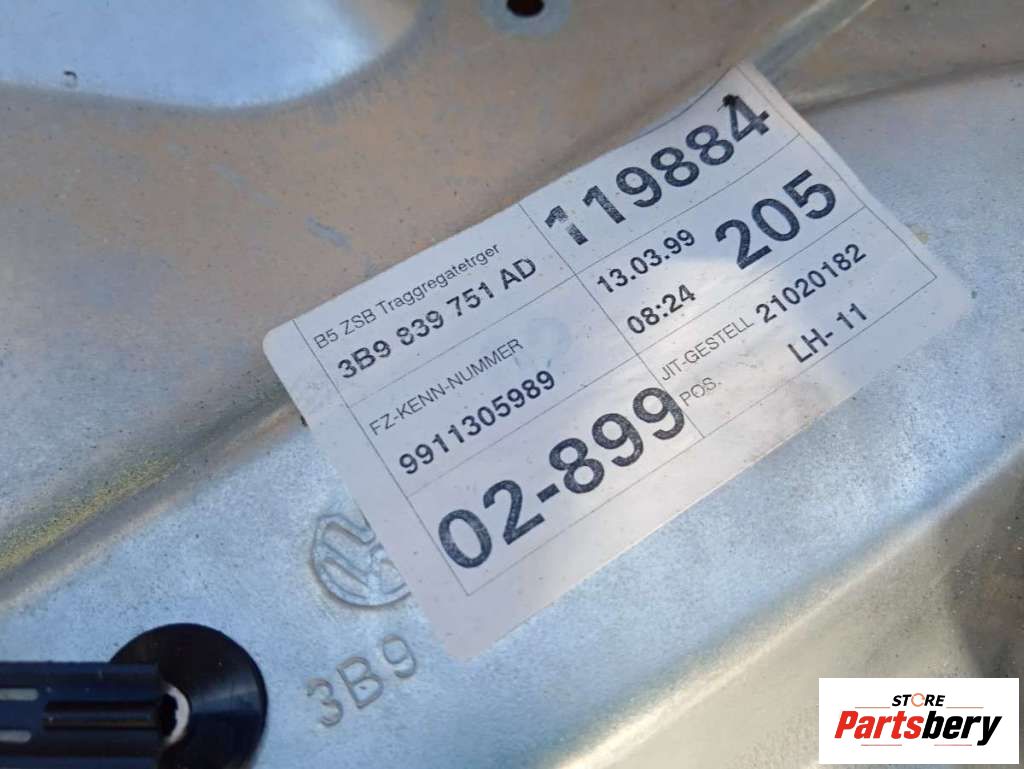 B5 ZSB Traggregatetrger
119884
3B9 839 751 AD
13.03.99
205
FZ-KENN-NUMMER
08:24
9911305989
JIT-GESTELL 21020182
02-899
POS.
LH- 11
3B9
STORE
Partsbery